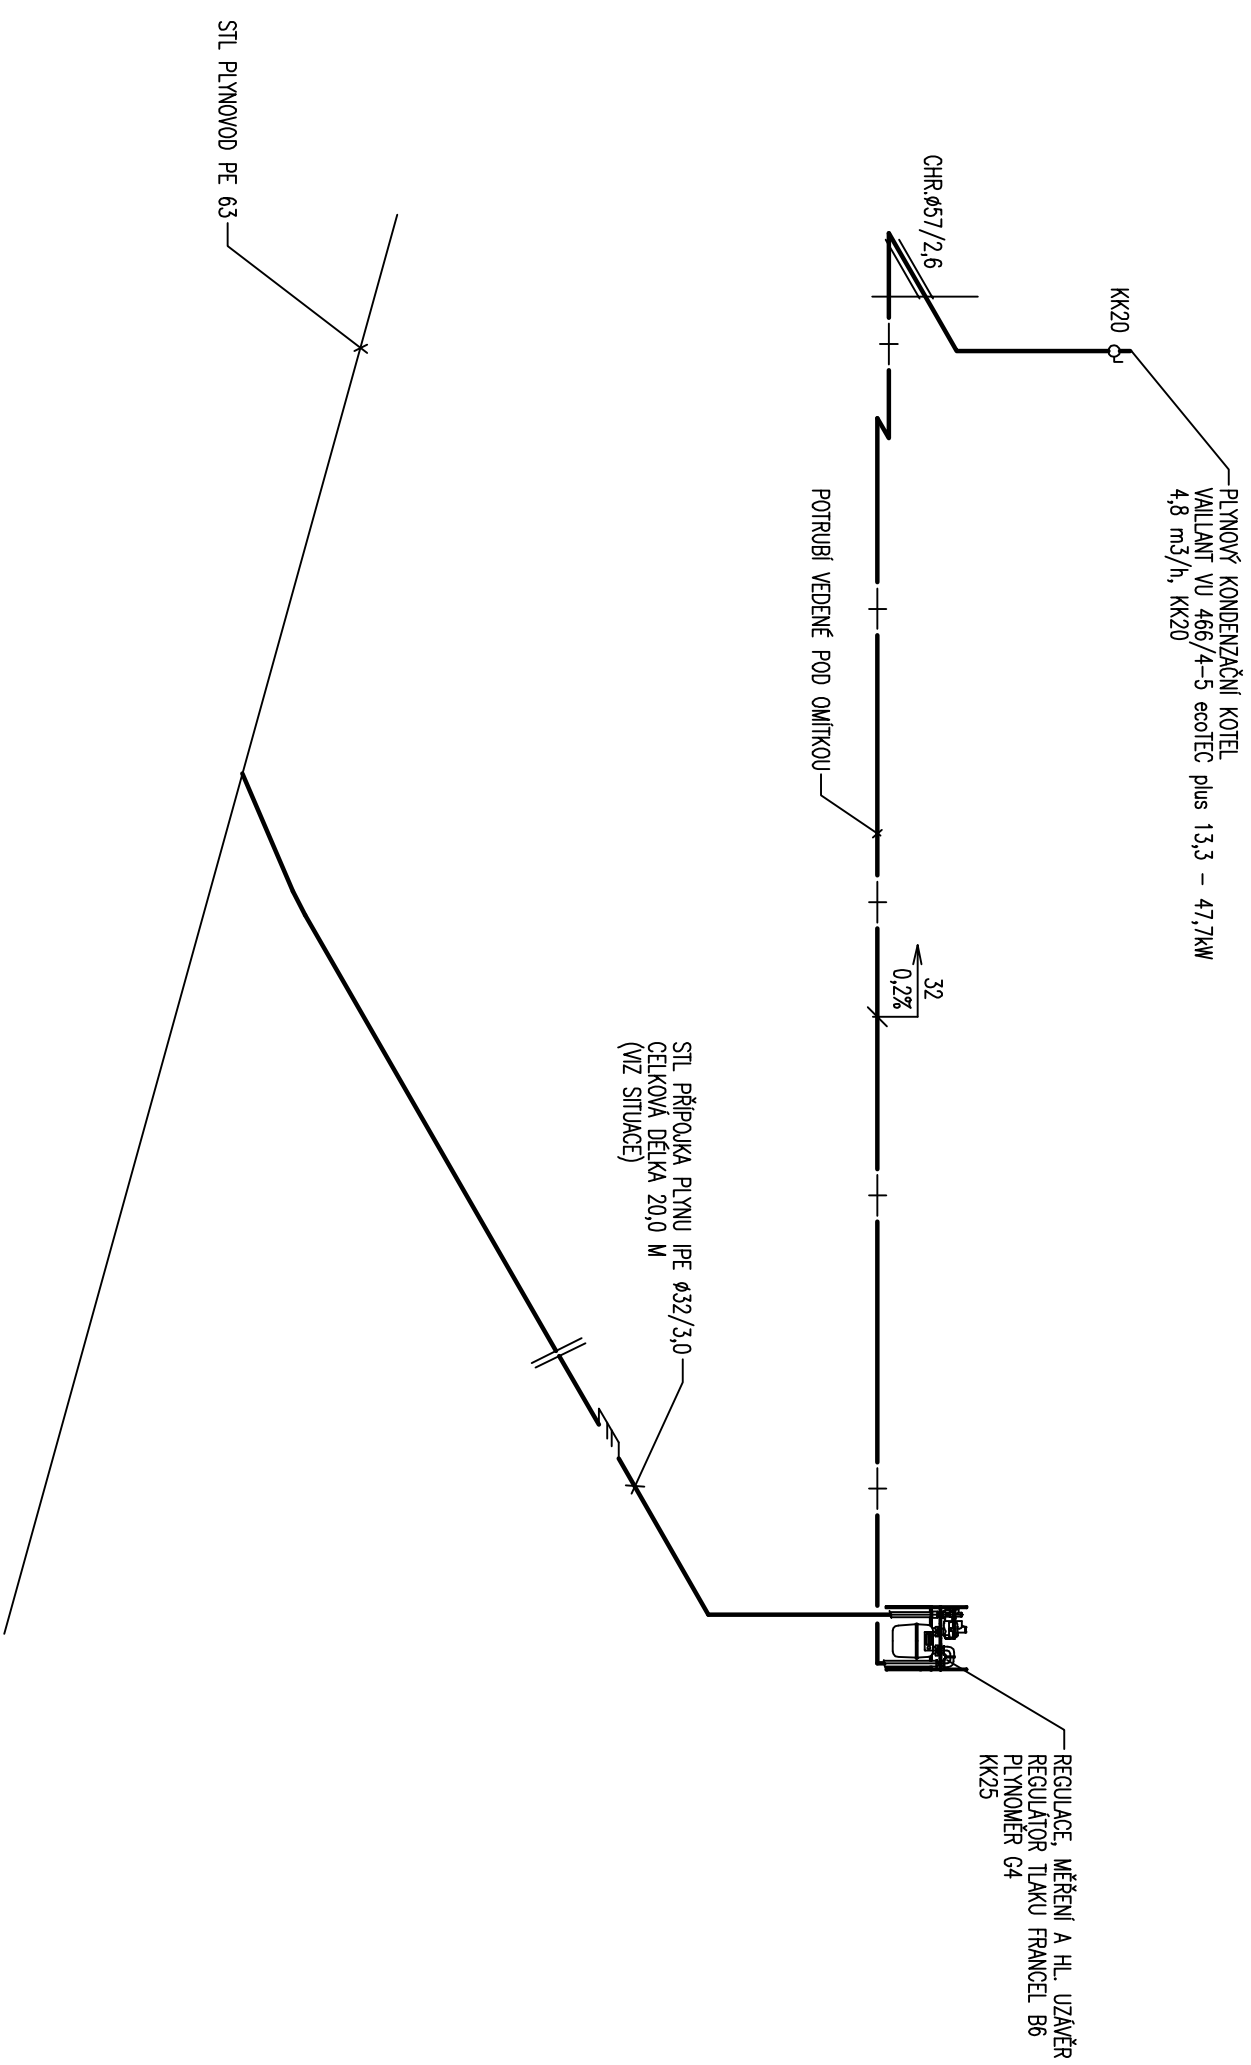 PLYNOVÝ KONDENZAČNÍ KOTEL
VAILLANT VU 466/4-5 ecoTEC plus 13,3 - 47,7kW
4,8 m3/h, KK20
KK20
CHR.ø57/2,6
32
0,2%
POTRUBÍ VEDENÉ POD OMÍTKOU
REGULACE, MĚŘENÍ A HL. UZÁVĚR
REGULÁTOR TLAKU FRANCEL B6
PLYNOMĚR G4
KK25
STL PŘÍPOJKA PLYNU IPE ø32/3,0
CELKOVÁ DÉLKA 20,0 M
(VIZ SITUACE)
STL PLYNOVOD PE 63